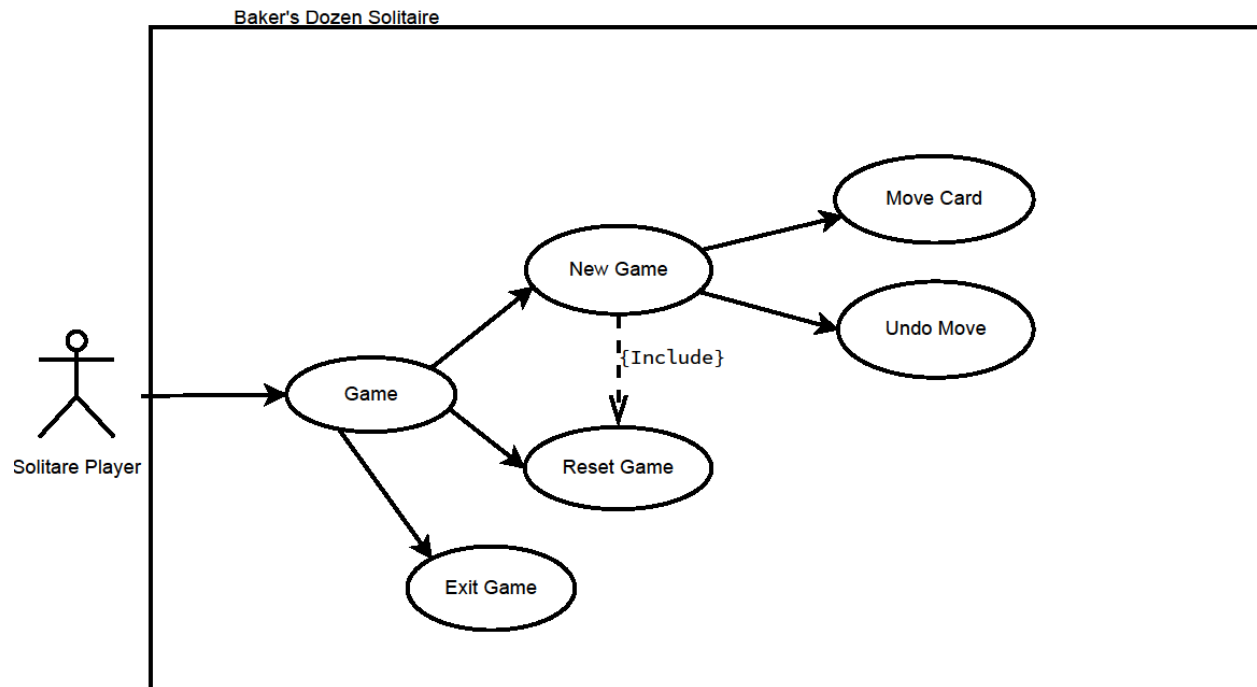 Baker's Dozen Solitaire
Move Card
New Game
Undo Move
{Include}
Game
Solitare Player
Reset Game
Exit Game